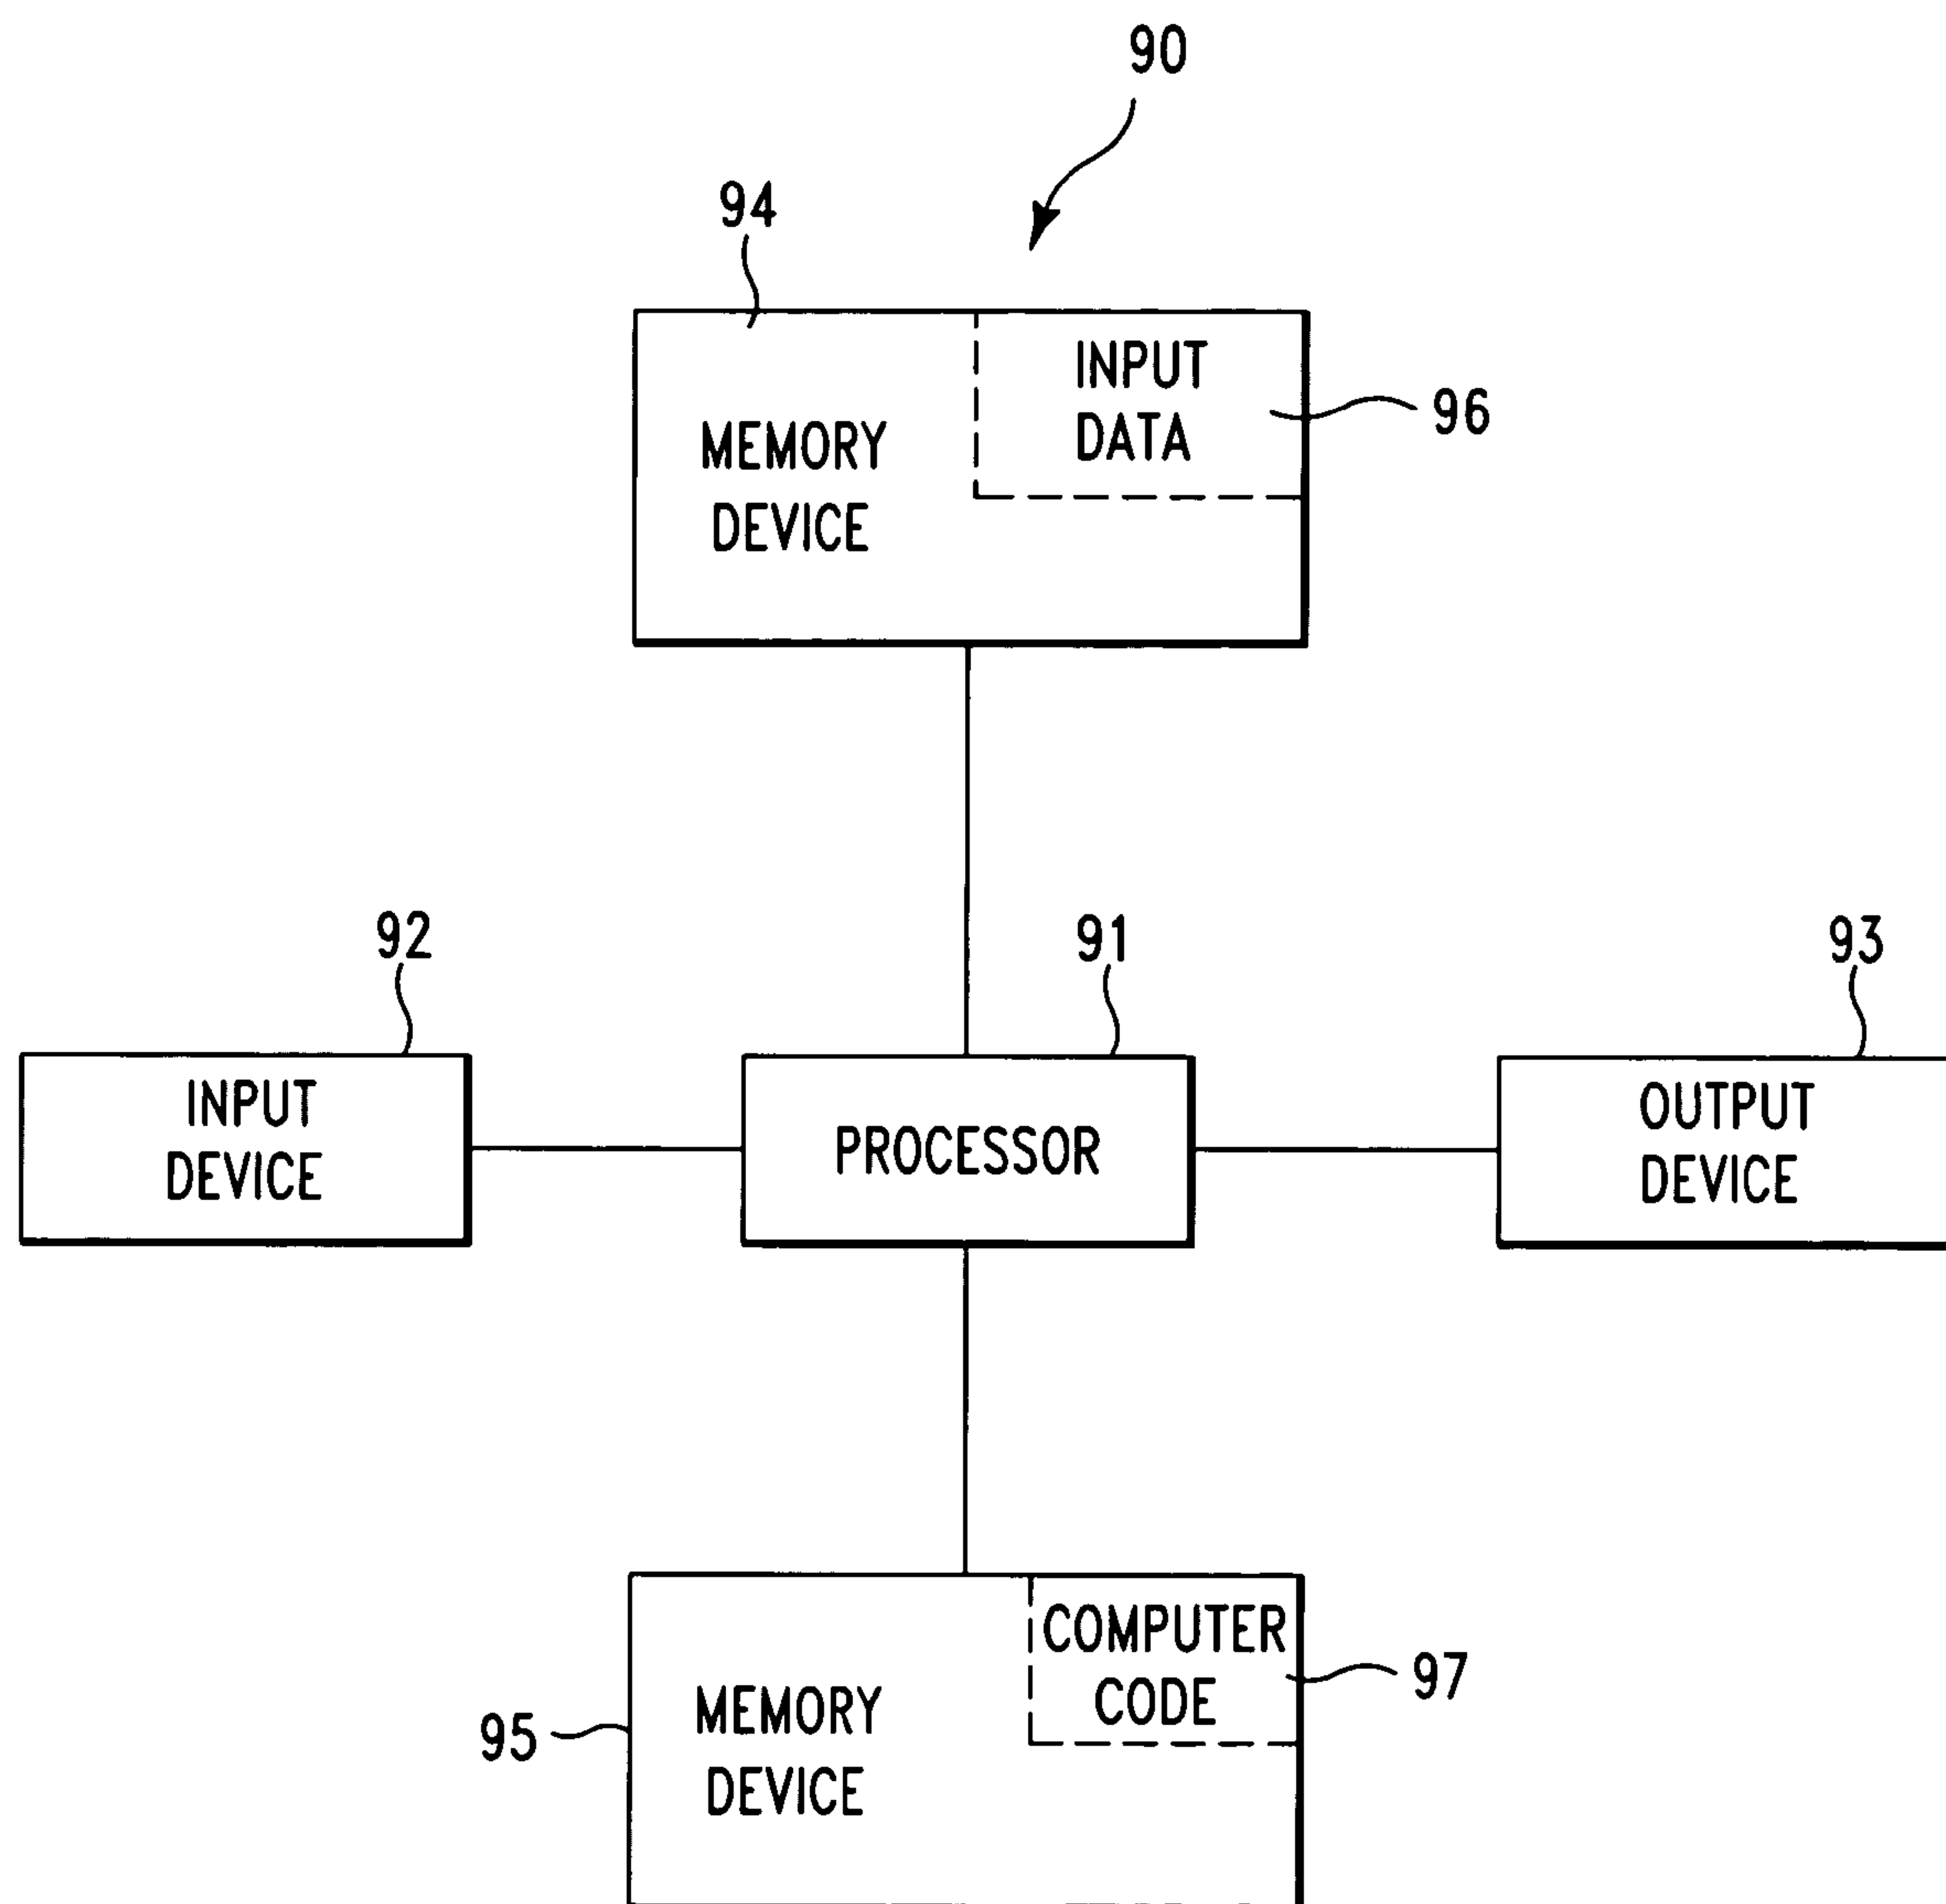 90
94
INPUT
DATA
96
MEMORY
DEVICE
92
91
93
INPUT
DEVICE
PROCESSOR
OUTPUT
DEVICE
COMPUTER
CODE
97
MEMORY
DEVICE
95